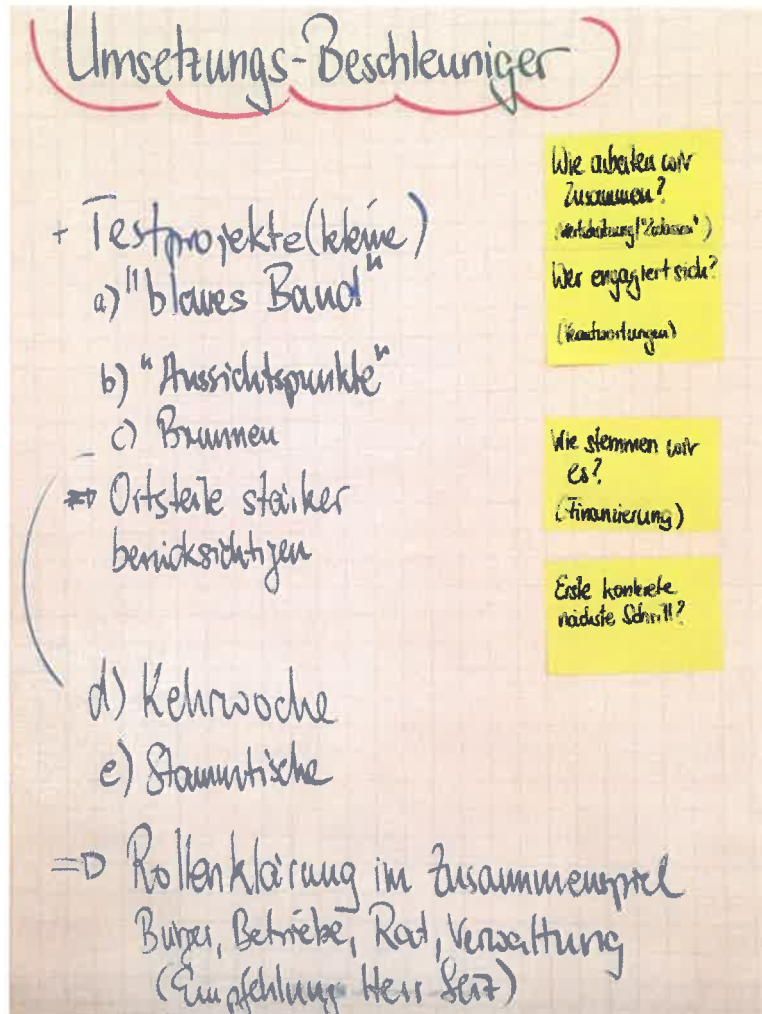 Umsetzungs-Beschleuniger
+ Testprojekte (kleine)
a) "blaues Band"
b) "Aussichtspunkte"
c) Brunnen
=> Ortsteile stärker
berücksichtigen
d) Kehrwoche
e) Stammtische
=> Rollenklärung im Zusammenspiel
Bürger, Betriebe, Rat, Verwaltung
(Empfehlung Herr
Wie arbeiten wir
zusammen?
Wer engagiert sich?
Wie stemmen wir
es?
(Finanzierung)
Erste konkrete
nächste Schritt?